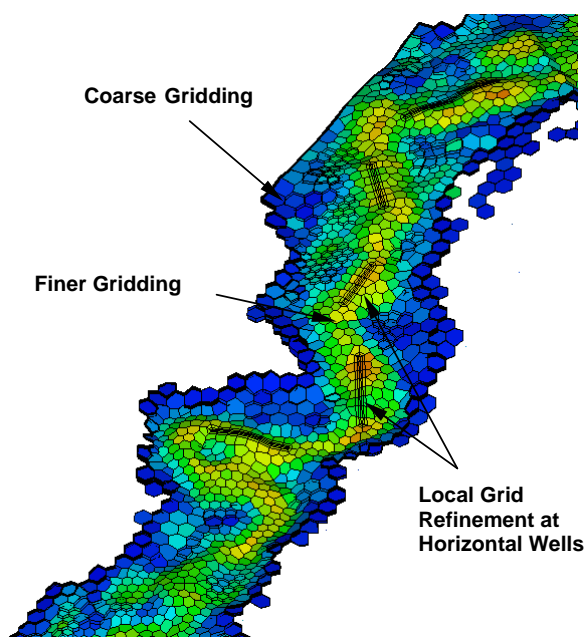 Coarse Gridding
Finer Gridding
Local Grid
Refinement at
Horizontal Wells